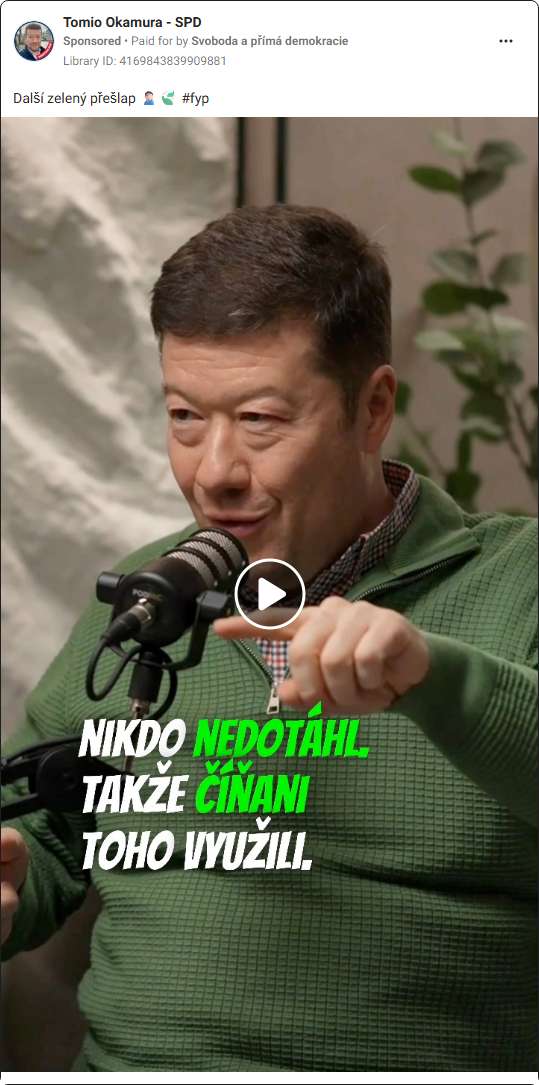 Tomio Okamura - SPD
Sponsored • Paid for by Svoboda a přímá demokracie
Library ID: 4169843839909881
Další zelený přešlap 🤦🏻‍♂️ 🍃 #fyp
NIKDO NEDOTÁHL.
TAKŽE ČÍŇANI
TOHO VYUŽILI.